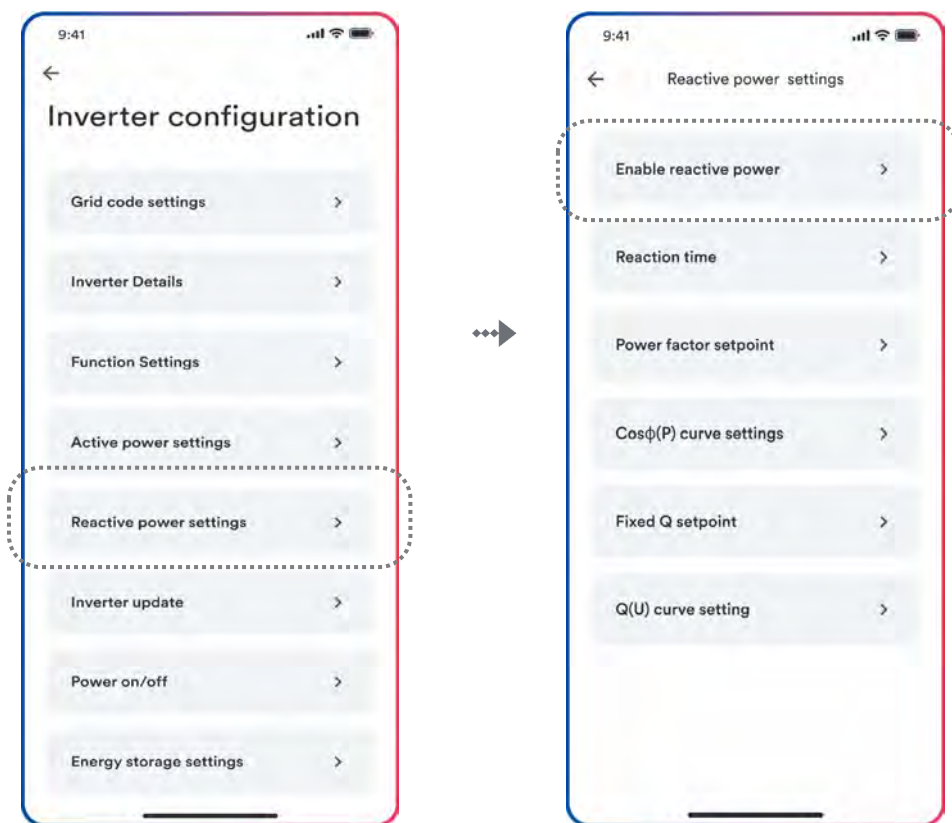 9:41
Inverter configuration
Grid code settings
Inverter Details
Function Settings
Active power settings
Reactive power settings
Inverter update
Power on/off
Energy storage settings
9:41
Reactive power settings
Enable reactive power
Reaction time
Power factor setpoint
Cosϕ(P) curve settings
Fixed Q setpoint
Q(U) curve setting